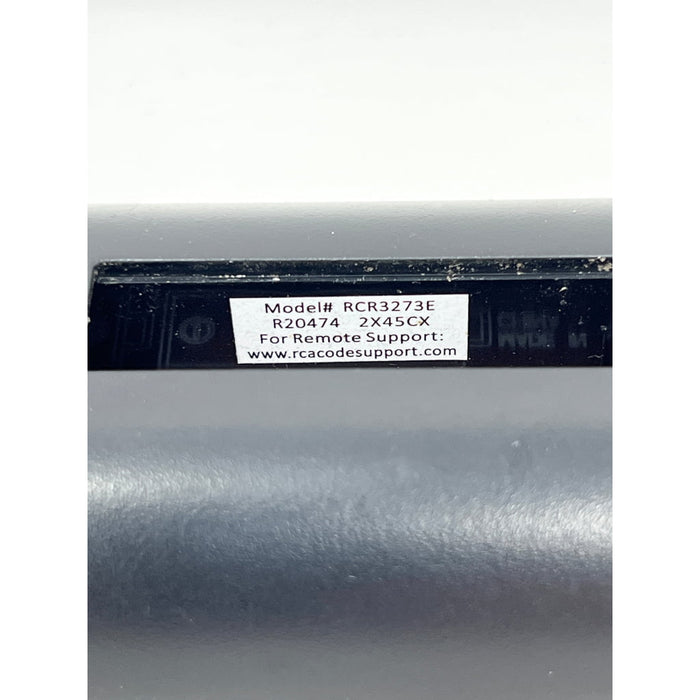 Model# RCR3273E
R20474 2X45CX
For Remote Support:
www.rcacodesupport.com